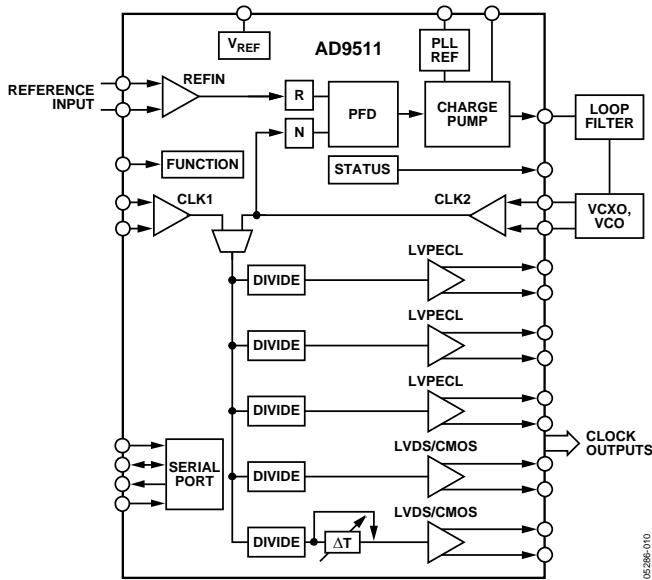 VREF
AD9511
PLL
REF
REFERENCE
INPUT
REFIN
R
N
PFD
CHARGE
PUMP
LOOP
FILTER
FUNCTION
STATUS
CLK1
CLK2
VCXO,
VCO
LVPECL
DIVIDE
LVPECL
DIVIDE
LVPECL
DIVIDE
CLOCK
OUTPUTS
SERIAL
PORT
LVDS/CMOS
DIVIDE
LVDS/CMOS
DIVIDE
ΔT
05286-010